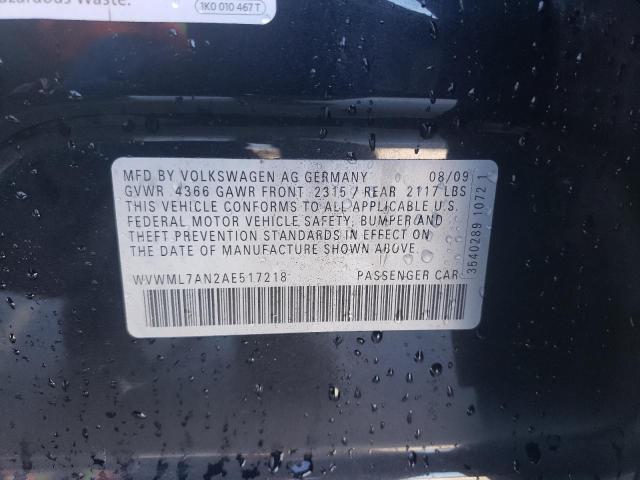 azardous Waste.
1K0 010 467 T
MFD BY VOLKSWAGEN AG GERMANY 08/09
GVWR 4366 GAWR FRONT 2315 / REAR 2117 LBS
THIS VEHICLE CONFORMS TO ALL APPLICABLE U.S.
FEDERAL MOTOR VEHICLE SAFETY, BUMPER AND
THEFT PREVENTION STANDARDS IN EFFECT ON
THE DATE OF MANUFACTURE SHOWN ABOVE.
WVWML7AN2AE517218 PASSENGER CAR
3540289 1072 1